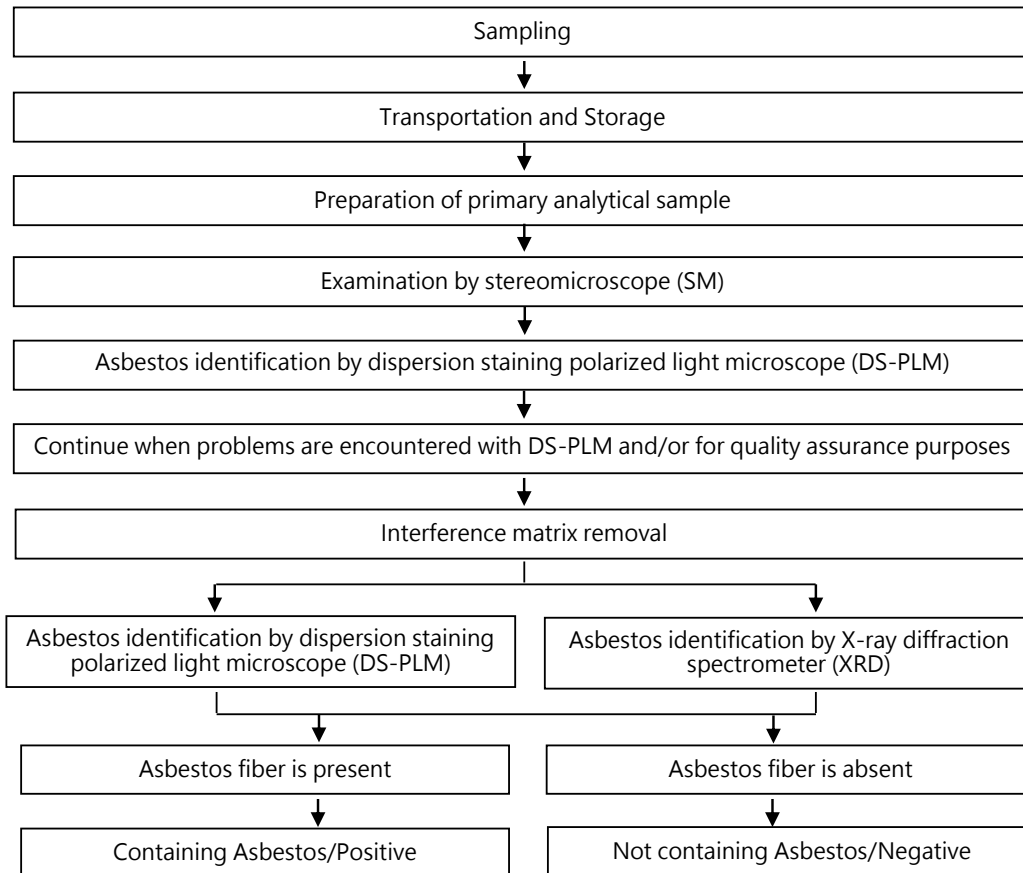 Sampling
Transportation and Storage
Preparation of primary analytical sample
Examination by stereomicroscope (SM)
Asbestos identification by dispersion staining polarized light microscope (DS-PLM)
Continue when problems are encountered with DS-PLM and/or for quality assurance purposes
Interference matrix removal
Asbestos identification by dispersion staining
polarized light microscope (DS-PLM)
Asbestos identification by X-ray diffraction
spectrometer (XRD)
Asbestos fiber is present
Asbestos fiber is absent
Containing Asbestos/Positive
Not containing Asbestos/Negative